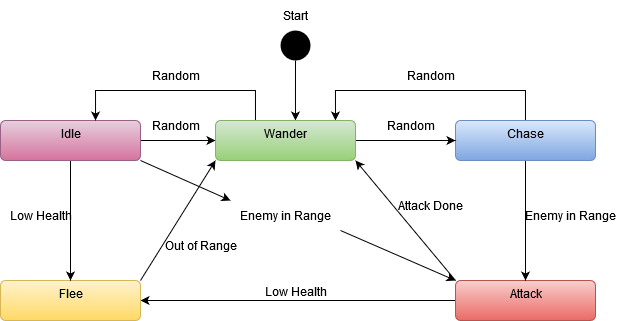 Start
Random
Random
Idle
Random
Wander
Random
Chase
Low Health
Enemy in Range
Attack Done
Enemy in Range
Out of Range
Flee
Low Health
Attack